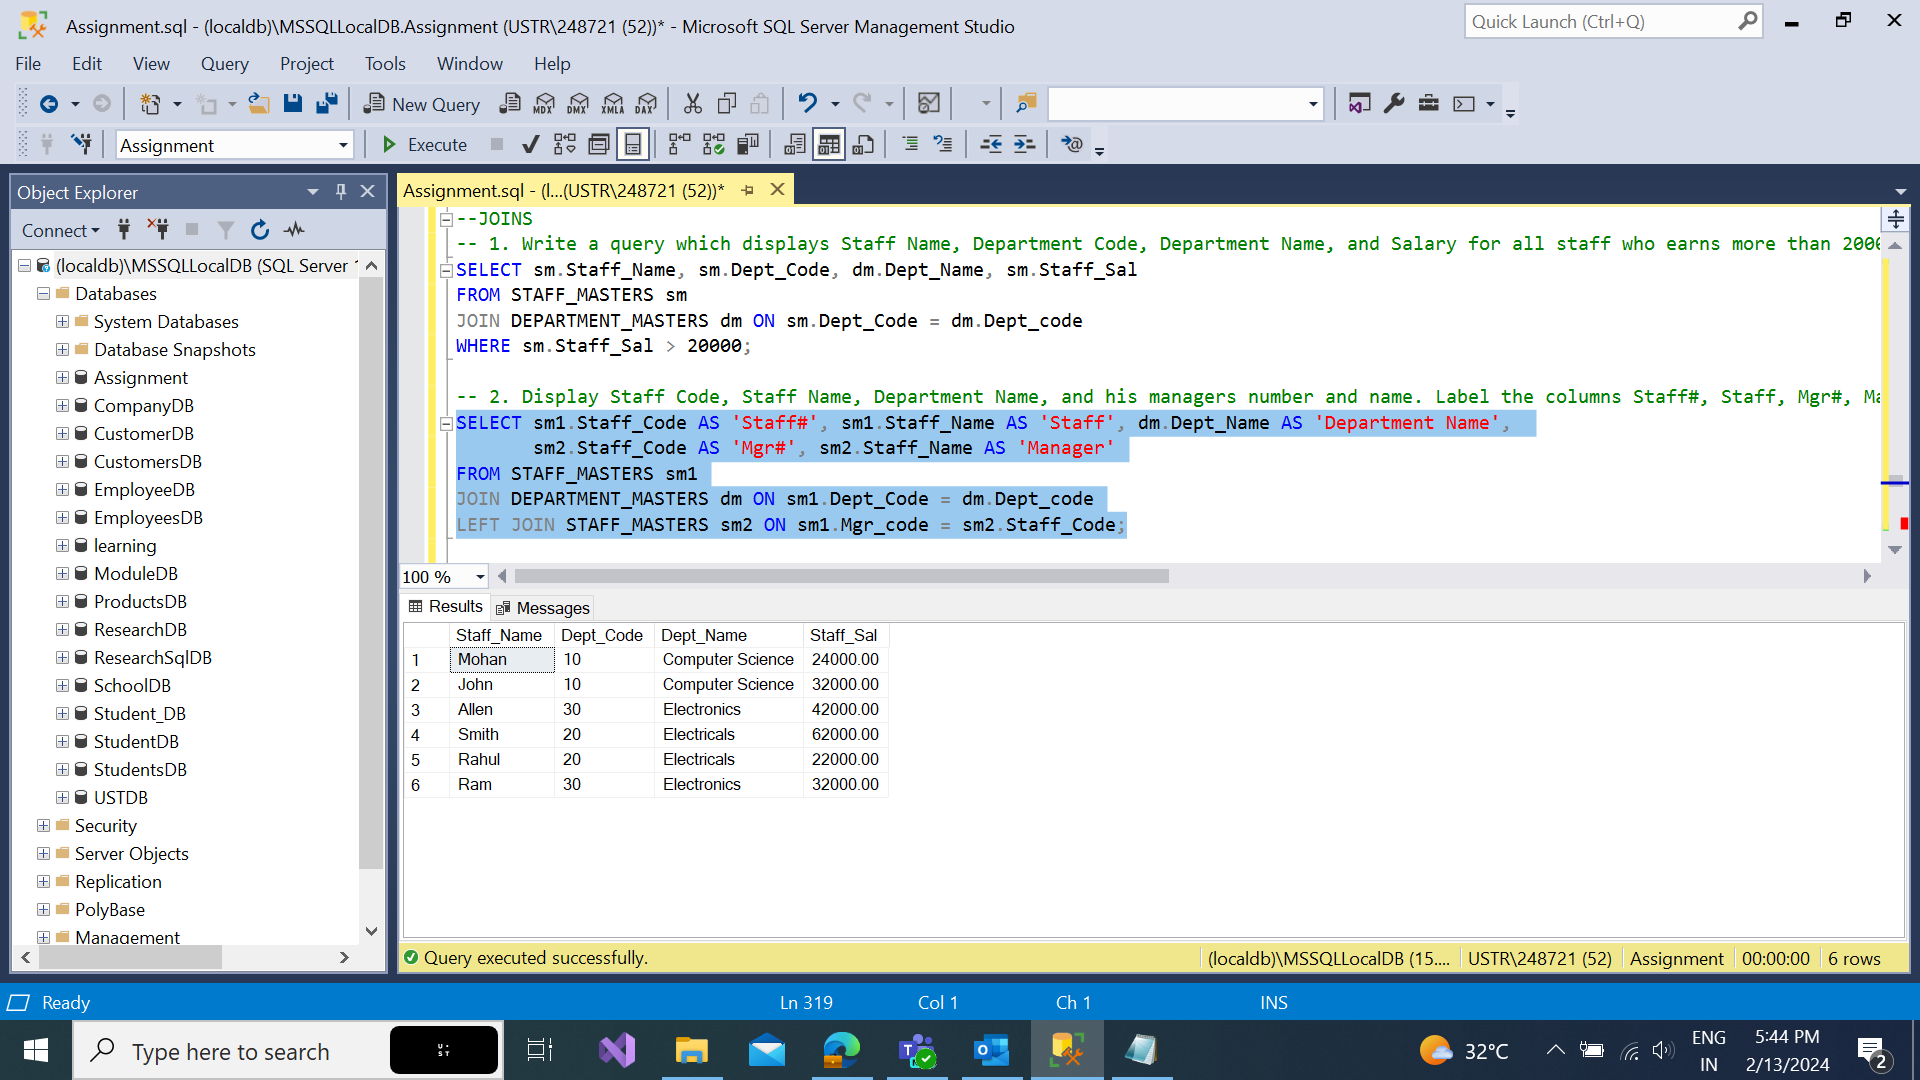 Assignment.sql - (localdb)\MSSQLLocalDB.Assignment (USTR\248721 (52))* - Microsoft SQL Server Management Studio
Quick Launch (Ctrl+Q)
File Edit View Query Project Tools Window Help
New Query MDX DMX XMLA DAX
Assignment Execute
Object Explorer
Assignment.sql - (l...(USTR\248721 (52))*
Connect
(localdb)\MSSQLLocalDB (SQL Server
Databases
System Databases
Database Snapshots
Assignment
CompanyDB
CustomerDB
CustomersDB
EmployeeDB
EmployeesDB
learning
ModuleDB
ProductsDB
ResearchDB
ResearchSqlDB
SchoolDB
Student_DB
StudentDB
StudentsDB
USTDB
Security
Server Objects
Replication
PolyBase
Management
--JOINS
-- 1. Write a query which displays Staff Name, Department Code, Department Name, and Salary for all staff who earns more than 2000
SELECT sm.Staff_Name, sm.Dept_Code, dm.Dept_Name, sm.Staff_Sal
FROM STAFF_MASTERS sm
JOIN DEPARTMENT_MASTERS dm ON sm.Dept_Code = dm.Dept_code
WHERE sm.Staff_Sal > 20000;
-- 2. Display Staff Code, Staff Name, Department Name, and his managers number and name. Label the columns Staff#, Staff, Mgr#, Ma
SELECT sm1.Staff_Code AS 'Staff#', sm1.Staff_Name AS 'Staff', dm.Dept_Name AS 'Department Name',
sm2.Staff_Code AS 'Mgr#', sm2.Staff_Name AS 'Manager'
FROM STAFF_MASTERS sm1
JOIN DEPARTMENT_MASTERS dm ON sm1.Dept_Code = dm.Dept_code
LEFT JOIN STAFF_MASTERS sm2 ON sm1.Mgr_code = sm2.Staff_Code;
100 %
Results Messages
Staff_Name Dept_Code Dept_Name Staff_Sal
1 Mohan 10 Computer Science 24000.00
2 John 10 Computer Science 32000.00
3 Allen 30 Electronics 42000.00
4 Smith 20 Electricals 62000.00
5 Rahul 20 Electricals 22000.00
6 Ram 30 Electronics 32000.00
Query executed successfully. (localdb)\MSSQLLocalDB (15.... USTR\248721 (52) Assignment 00:00:00 6 rows
Ready Ln 319 Col 1 Ch 1 INS
Type here to search
32°C
ENG
IN
5:44 PM
2/13/2024
2